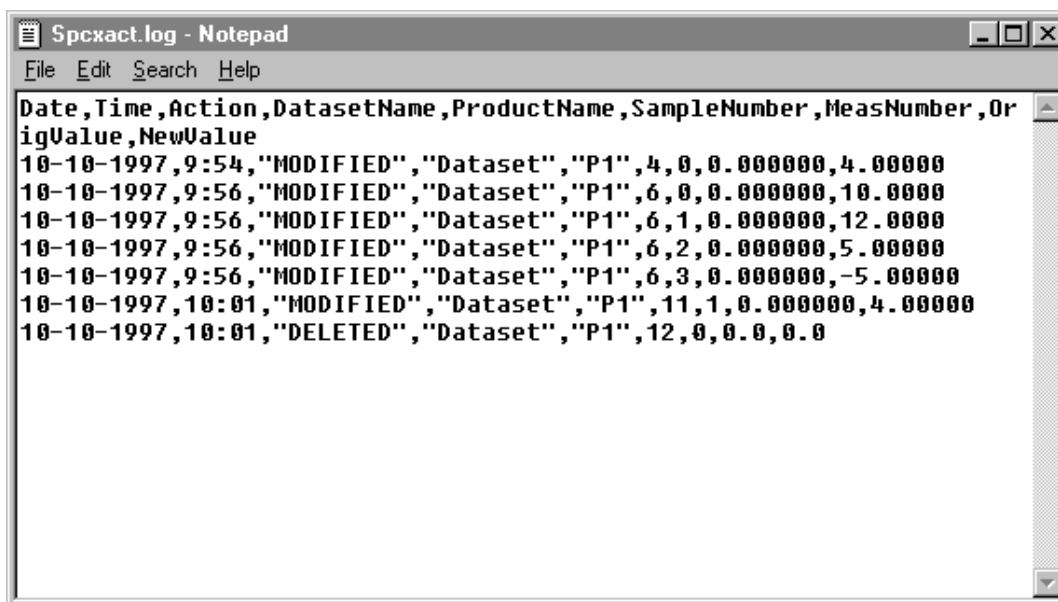 Spcxact.log - Notepad
File Edit Search Help
Date,Time,Action,DatasetName,ProductName,SampleNumber,MeasNumber,Or
igValue,NewValue
10-10-1997,9:54,"MODIFIED","Dataset","P1",4,0,0.000000,4.00000
10-10-1997,9:56,"MODIFIED","Dataset","P1",6,0,0.000000,10.0000
10-10-1997,9:56,"MODIFIED","Dataset","P1",6,1,0.000000,12.0000
10-10-1997,9:56,"MODIFIED","Dataset","P1",6,2,0.000000,5.00000
10-10-1997,9:56,"MODIFIED","Dataset","P1",6,3,0.000000,-5.00000
10-10-1997,10:01,"MODIFIED","Dataset","P1",11,1,0.000000,4.00000
10-10-1997,10:01,"DELETED","Dataset","P1",12,0,0.0,0.0